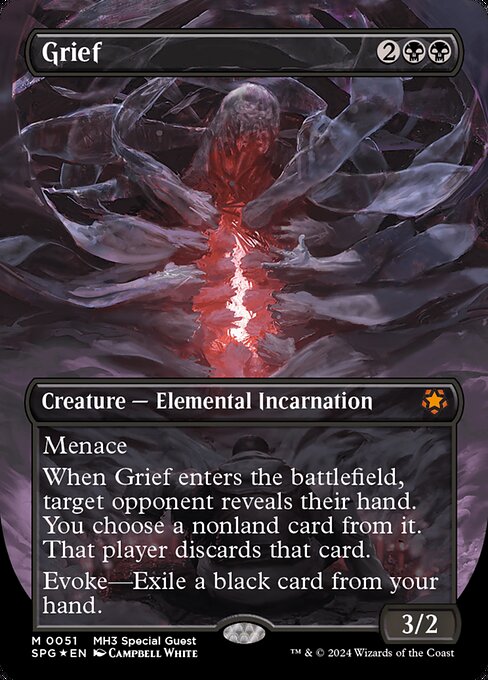 Grief 2
Creature — Elemental Incarnation
Menace
When Grief enters the battlefield,
target opponent reveals their hand.
You choose a nonland card from it.
That player discards that card.
Evoke—Exile a black card from your
hand.
3/2
M 0051 MH3 Special Guest
SPG ★ EN Campbell White
™ & © 2024 Wizards of the Coast